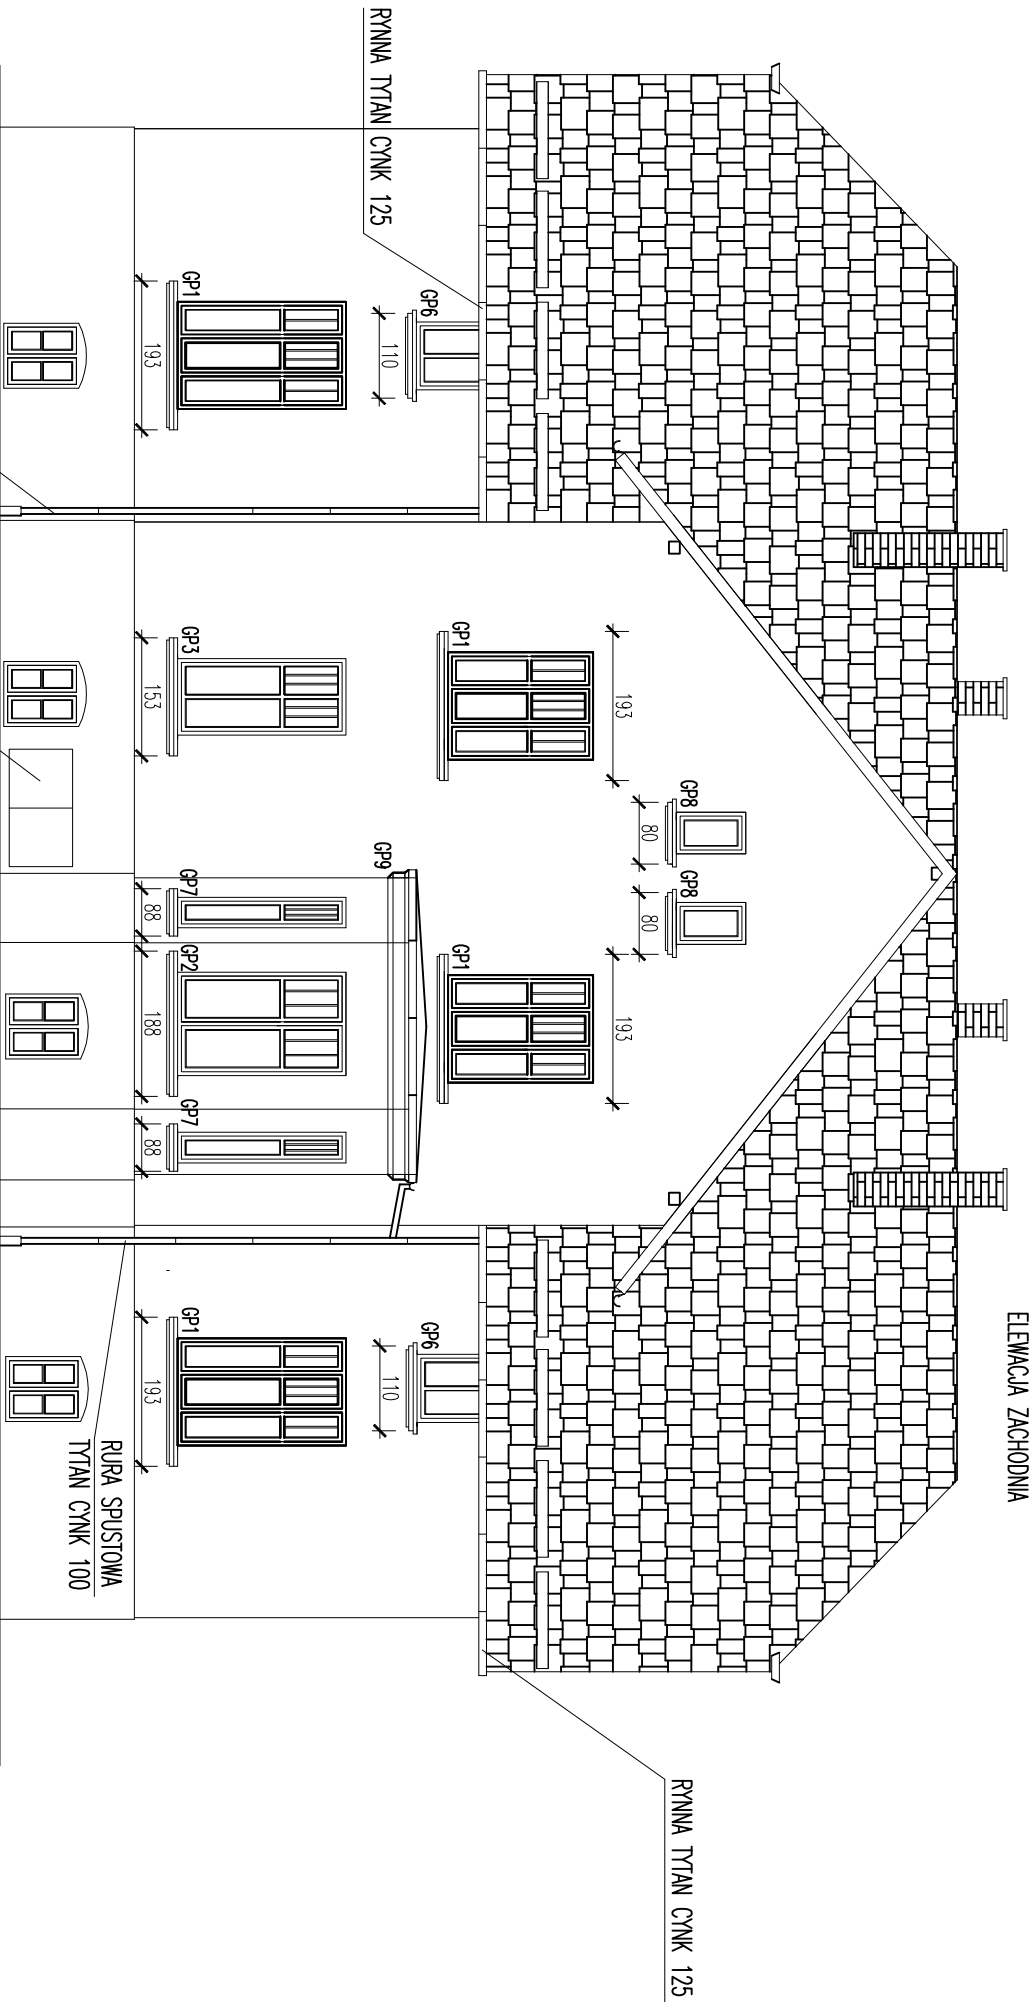 ELEWACJA ZACHODNIA
RYNNA TYTAN CYNK 125
RYNNA TYTAN CYNK 125
GP8
80
GP8
80
193
193
GP1
GP1
GP6
110
GP6
110
GP9
GP1
193
GP3
153
GP7
88
GP2
188
GP7
88
GP1
193
RURA SPUSTOWA
TYTAN CYNK 100